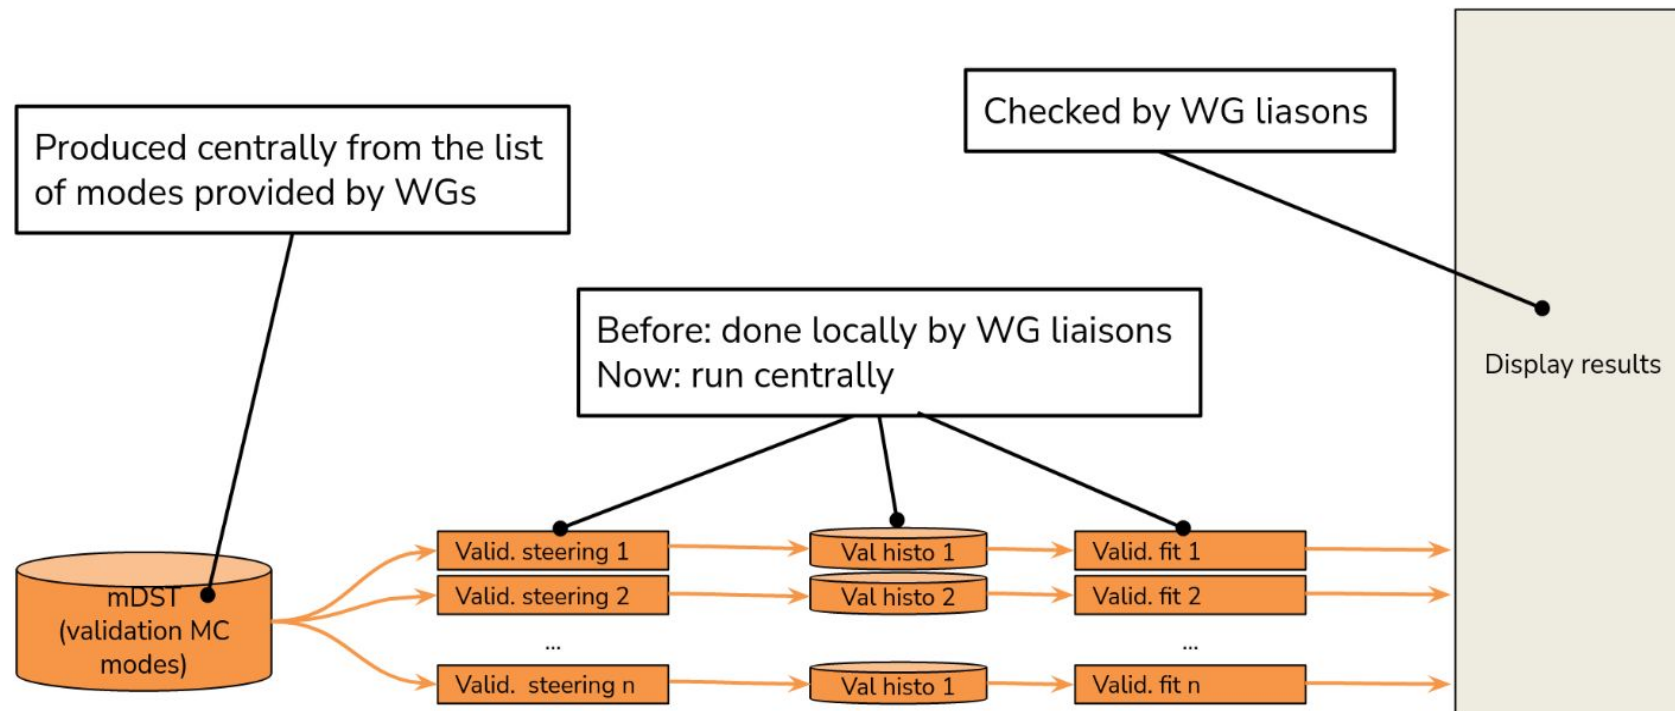 Checked by WG liasons
Produced centrally from the list
of modes provided by WGs
Before: done locally by WG liaisons
Now: run centrally
Display results
mDST
(validation MC
modes)
Valid. steering 1
Val histo 1
Valid. fit 1
Valid. steering 2
Val histo 2
Valid. fit 2
...
...
Valid. steering n
Val histo 1
Valid. fit n